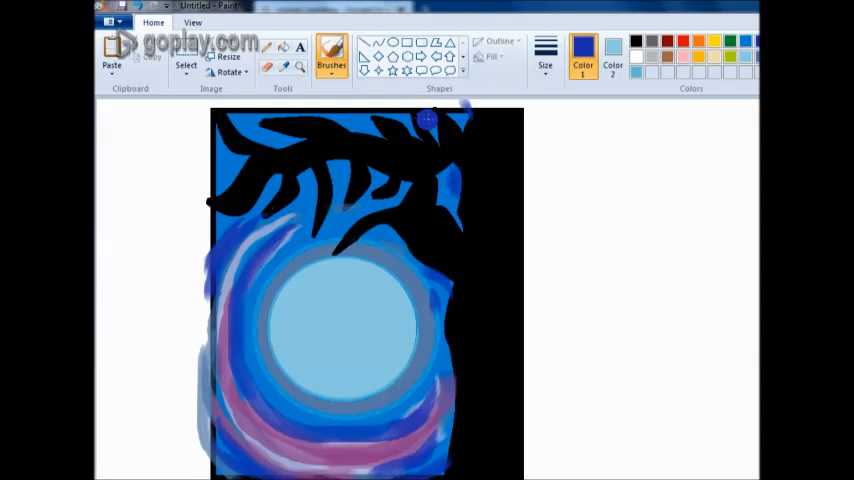 Untitled - Paint
Home View
goplay.com
Paste
Select
Resize
Rotate
Brushes
Outline
Fill
Size
Color 1
Color 2
Clipboard
Image
Tools
Shapes
Colors